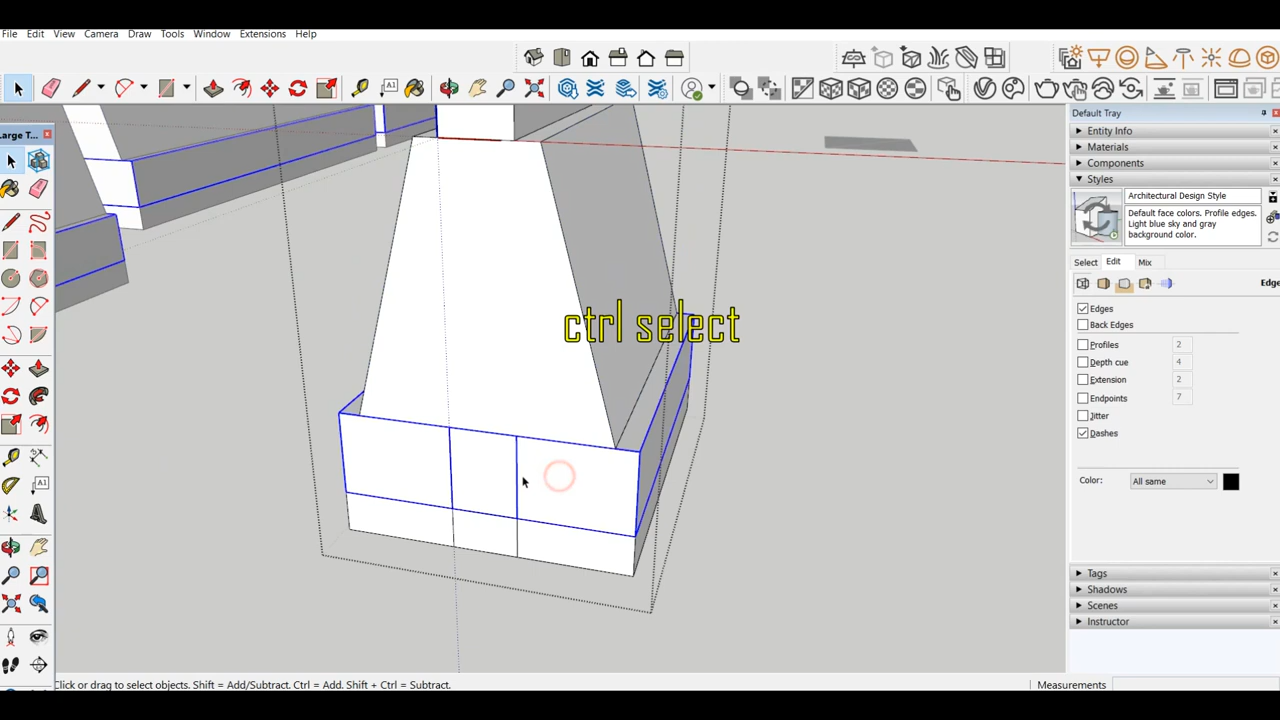 File Edit View Camera Draw Tools Window Extensions Help
Default Tray
Large T...
Entity Info
Materials
Components
Styles
Architectural Design Style
Default face colors. Profile edges.
Light blue sky and gray
background color.
Select Edit Mix
Edge
Edges
Back Edges
Profiles 2
Depth cue 4
Extension 2
Endpoints 7
Jitter
Dashes
Color: All same
ctrl select
Tags
Shadows
Scenes
Instructor
Click or drag to select objects. Shift = Add/Subtract. Ctrl = Add. Shift + Ctrl = Subtract.
Measurements